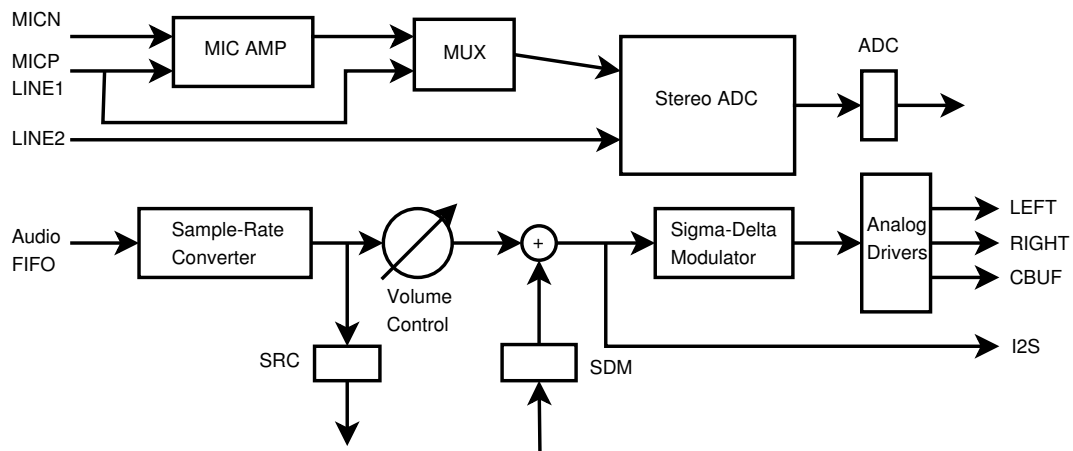 MICN
MICP
LINE1
MIC AMP
MUX
LINE2
Stereo ADC
ADC
Audio
FIFO
Sample-Rate
Converter
Volume
Control
+
Sigma-Delta
Modulator
Analog
Drivers
LEFT
RIGHT
CBUF
I2S
SRC
SDM